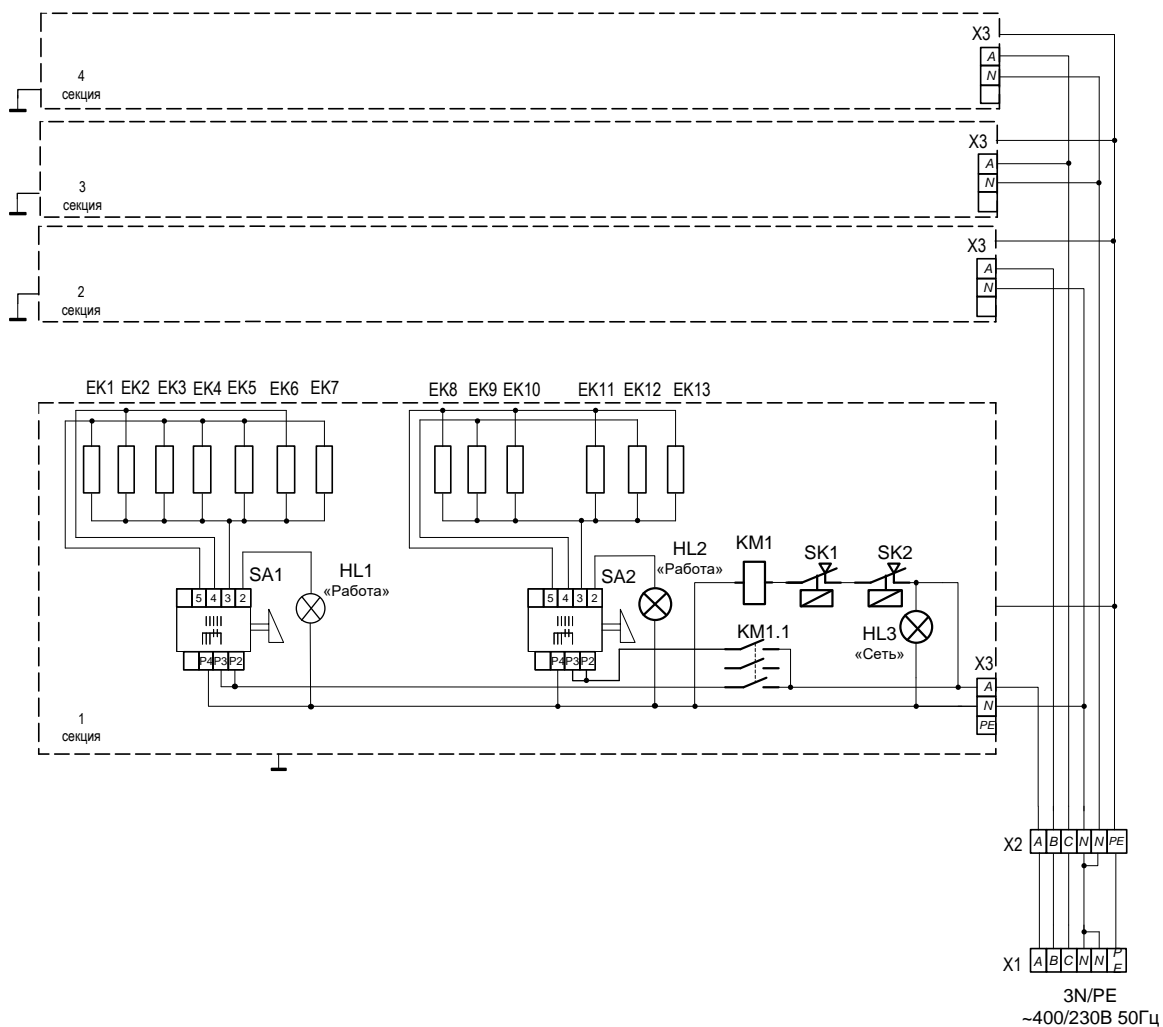 X3
A
N
4
секция
X3
A
N
3
секция
X3
A
N
2
секция
EK1 EK2 EK3 EK4 EK5 EK6 EK7
EK8 EK9 EK10 EK11 EK12 EK13
SA1
HL1
«Работа»
5 4 3 2
P4 P3 P2
SA2
HL2
«Работа»
5 4 3 2
P4 P3 P2
KM1
SK1
SK2
KM1.1
HL3
«Сеть»
X3
A
N
PE
1
секция
X2 A B C N N PE
X1 A B C N N PE
3N/PE
~400/230В 50Гц